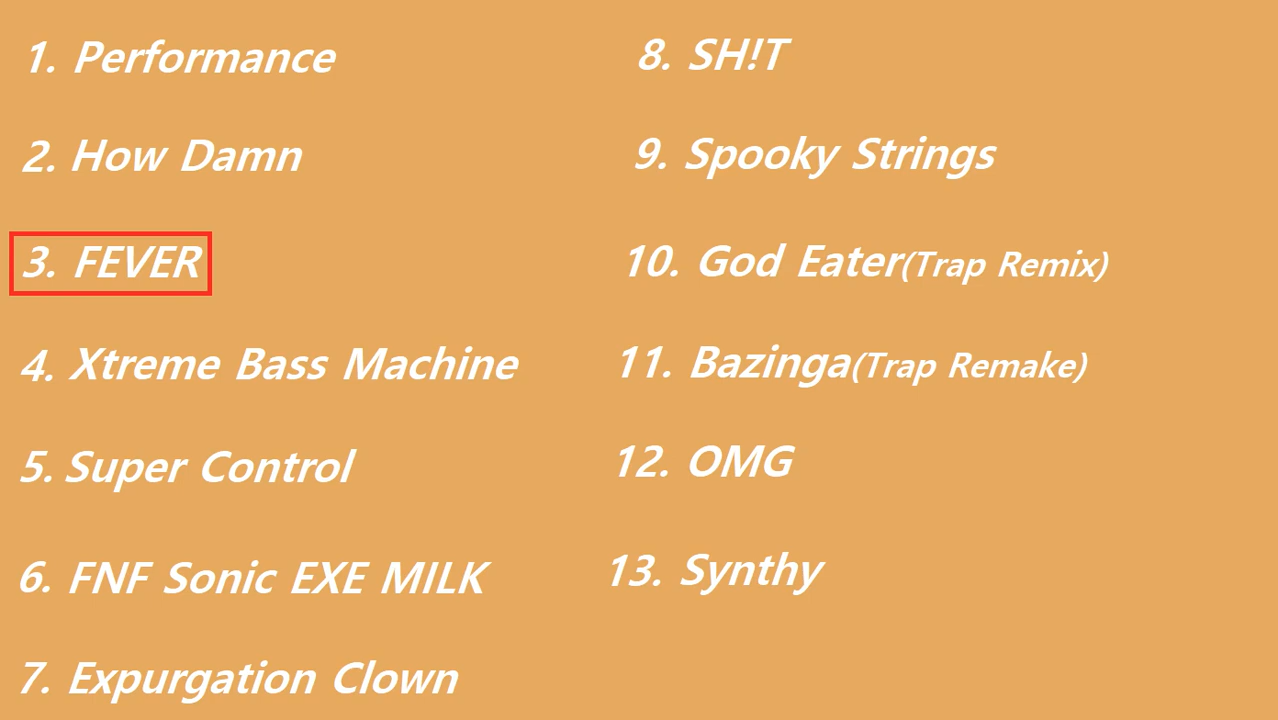 1. Performance
2. How Damn
3. FEVER
4. Xtreme Bass Machine
5. Super Control
6. FNF Sonic EXE MILK
7. Expurgation Clown
8. SH!T
9. Spooky Strings
10. God Eater(Trap Remix)
11. Bazinga(Trap Remake)
12. OMG
13. Synthy